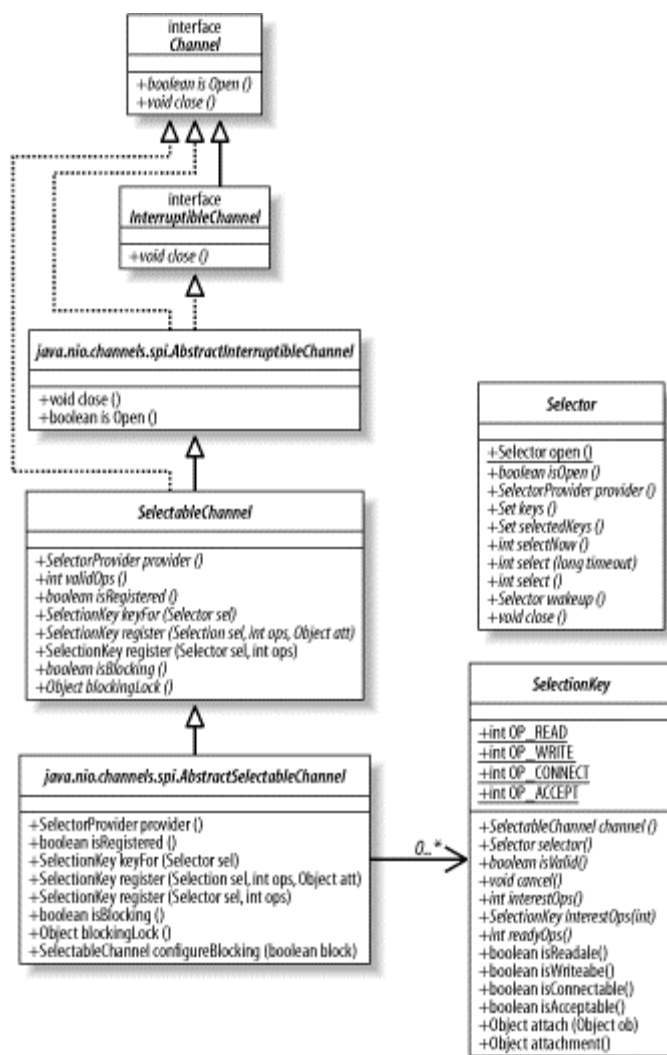 interface
Channel
+boolean is Open ()
+void close ()
interface
InterruptibleChannel
+void close ()
java.nio.channels.spi.AbstractInterruptibleChannel
+void close ()
+boolean is Open ()
SelectableChannel
+SelectorProvider provider ()
+int validOps ()
+boolean isRegistered ()
+SelectionKey keyFor (Selector sel)
+SelectionKey register (Selection sel, int ops, Object att)
+SelectionKey register (Selector sel, int ops)
+boolean isBlocking ()
+Object blockingLock ()
java.nio.channels.spi.AbstractSelectableChannel
+SelectorProvider provider ()
+boolean isRegistered ()
+SelectionKey keyFor (Selector sel)
+SelectionKey register (Selection sel, int ops, Object att)
+SelectionKey register (Selector sel, int ops)
+boolean isBlocking ()
+Object blockingLock ()
+SelectableChannel configureBlocking (boolean block)
0...*
Selector
+Selector open ()
+boolean isOpen ()
+SelectorProvider provider ()
+Set keys ()
+Set selectedKeys ()
+int selectNow ()
+int select (long timeout)
+int select ()
+Selector wakeup ()
+void close ()
SelectionKey
+int OP_READ
+int OP_WRITE
+int OP_CONNECT
+int OP_ACCEPT
+SelectableChannel channel ()
+Selector selector()
+boolean isValid()
+void cancel()
+int interestOps()
+SelectionKey InterestOps(int)
+int readyOps()
+boolean isReadale()
+boolean isWriteabe()
+boolean isConnectable()
+boolean isAcceptable()
+Object attach (Object ob)
+Object attachment()